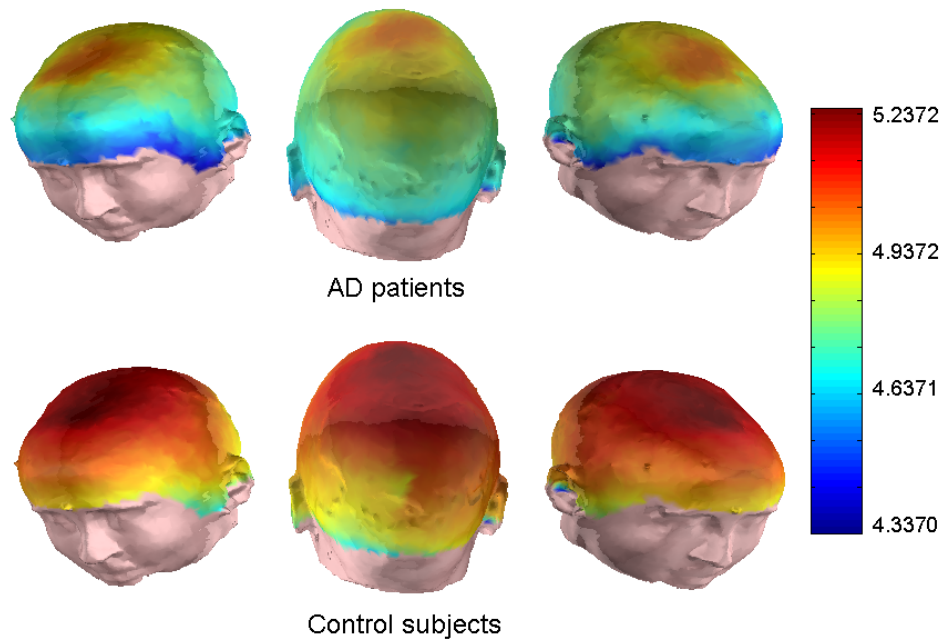 5.2372
4.9372
AD patients
4.6371
4.3370
Control subjects